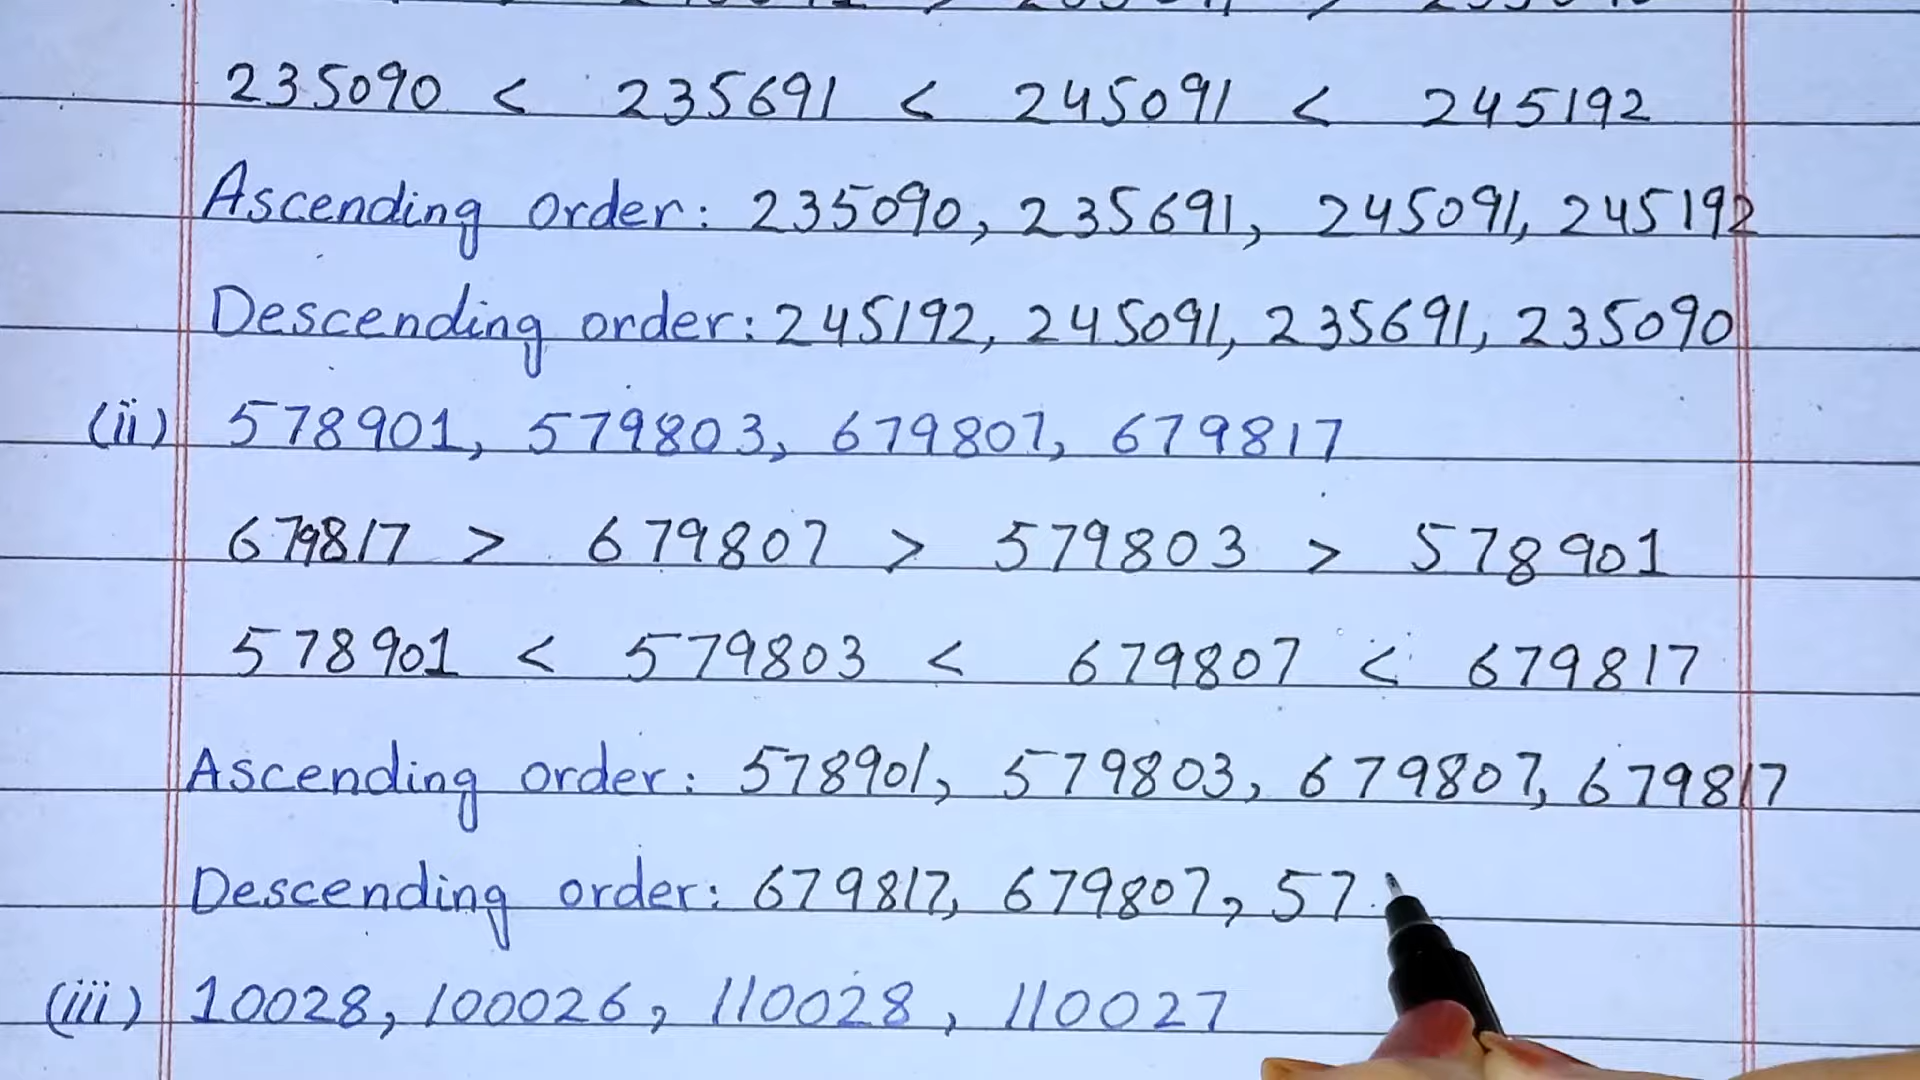 235090 < 235691 < 245091 < 245192
Ascending order: 235090, 235691, 245091, 245192
Descending order: 245192, 245091, 235691, 235090
(ii) 578901, 579803, 679807, 679817
679817 > 679807 > 579803 > 578901
578901 < 579803 < 679807 < 679817
Ascending order: 578901, 579803, 679807, 679817
Descending order: 679817, 679807, 57
(iii) 10028, 100026, 110028, 110027